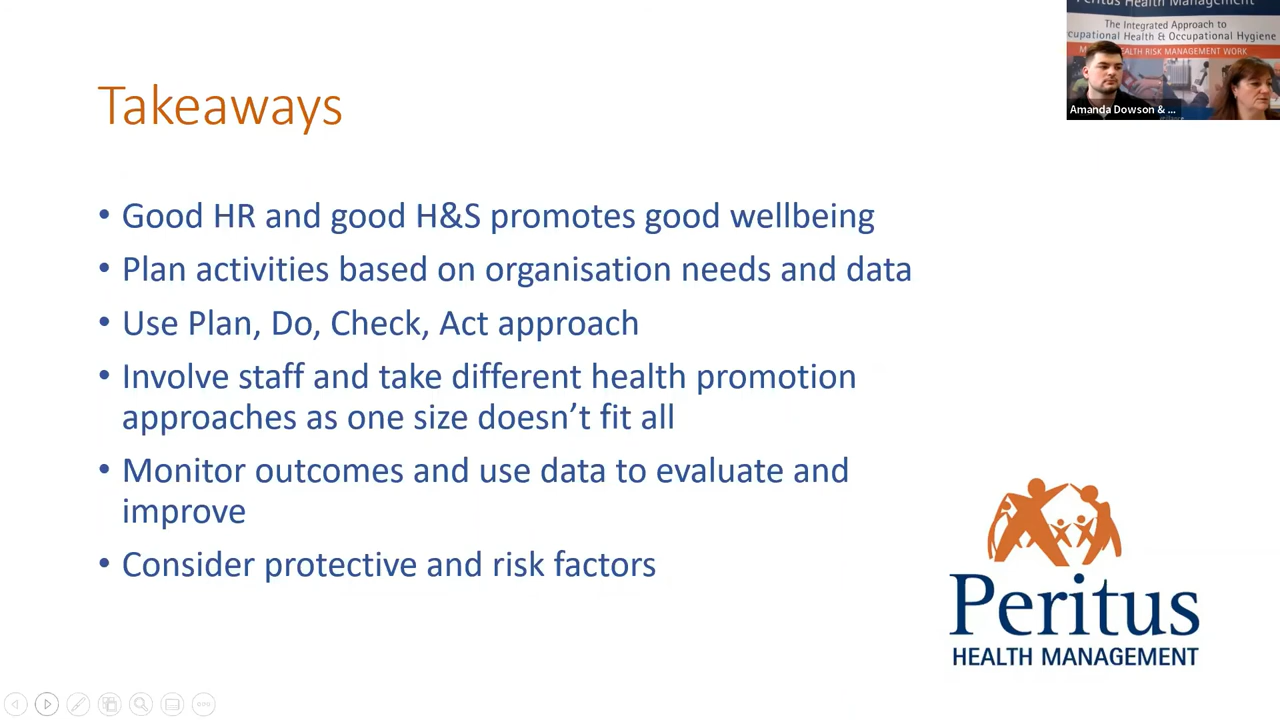 Peritus Health Management
The Integrated Approach to
cupational Health & Occupational Hygiene
HEALTH RISK MANAGEMENT WORK
Amanda Dowson & ...
Takeaways
• Good HR and good H&S promotes good wellbeing
• Plan activities based on organisation needs and data
• Use Plan, Do, Check, Act approach
• Involve staff and take different health promotion
approaches as one size doesn’t fit all
• Monitor outcomes and use data to evaluate and
improve
• Consider protective and risk factors
Peritus
HEALTH MANAGEMENT